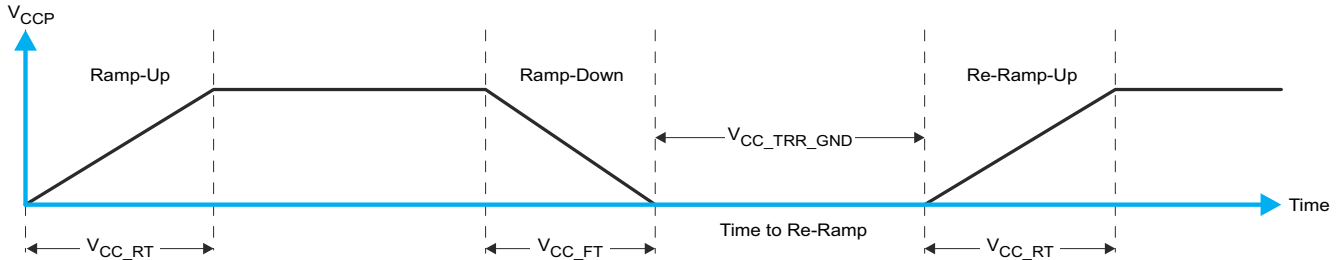 VCCP
Ramp-Up
Ramp-Down
Re-Ramp-Up
VCC_TRR_GND
Time
Time to Re-Ramp
VCC_RT
VCC_FT
VCC_RT